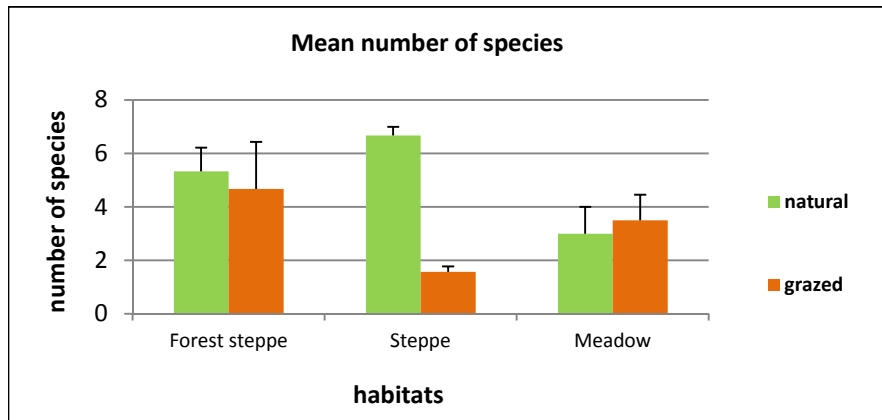 Mean number of species
number of species
8
6
4
2
0
Forest steppe
Steppe
Meadow
habitats
natural
grazed